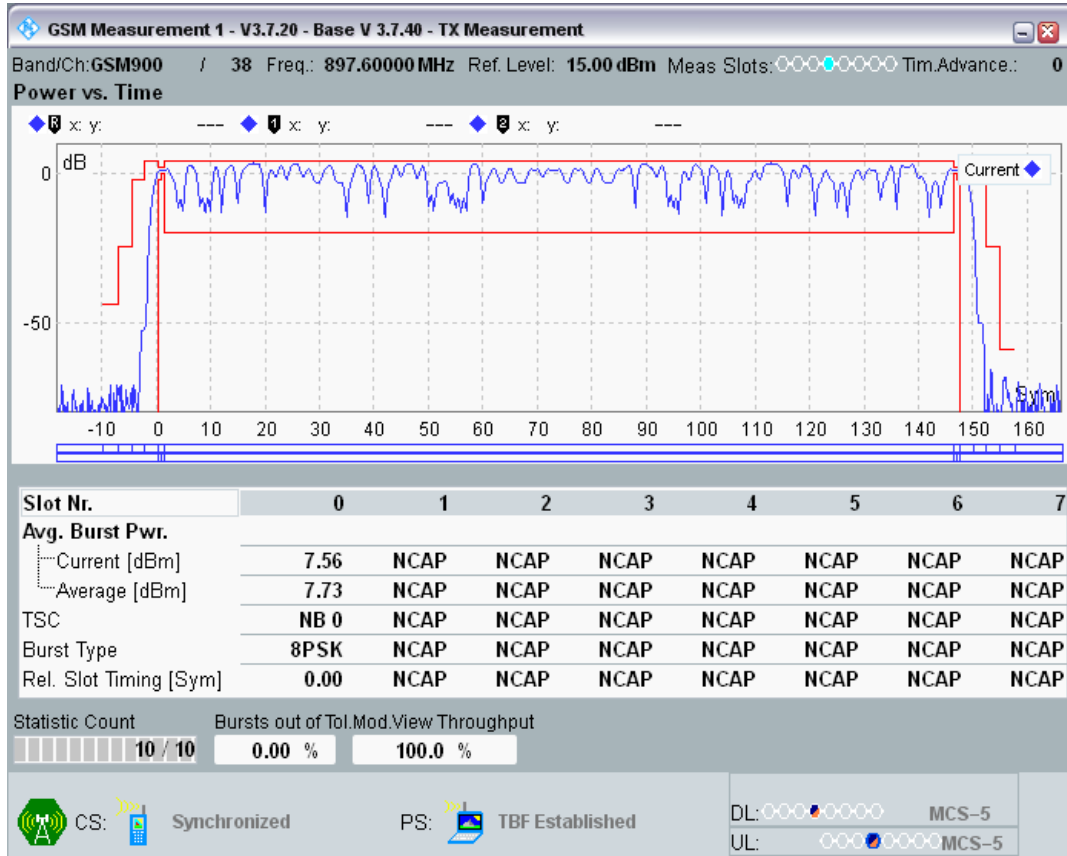 GSM Measurement 1 - V3.7.20 - Base V 3.7.40 - TX Measurement
Band/Ch:GSM900 / 38 Freq.: 897.60000 MHz Ref. Level: 15.00 dBm Meas Slots: Tim.Advance.: 0
Power vs. Time
R x: y: --- 1 x: y: --- 2 x: y: ---
dB
Current
0
-50
Sym
-10 0 10 20 30 40 50 60 70 80 90 100 110 120 130 140 150 160
Slot Nr. 0 1 2 3 4 5 6 7
Avg. Burst Pwr.
Current [dBm] 7.56 NCAP NCAP NCAP NCAP NCAP NCAP NCAP
Average [dBm] 7.73 NCAP NCAP NCAP NCAP NCAP NCAP NCAP
TSC NB 0 NCAP NCAP NCAP NCAP NCAP NCAP NCAP
Burst Type 8PSK NCAP NCAP NCAP NCAP NCAP NCAP NCAP
Rel. Slot Timing [Sym] 0.00 NCAP NCAP NCAP NCAP NCAP NCAP NCAP
Statistic Count Bursts out of Tol. Mod.View Throughput
10 / 10 0.00 % 100.0 %
CS: Synchronized PS: TBF Established
DL: MCS-5
UL: MCS-5